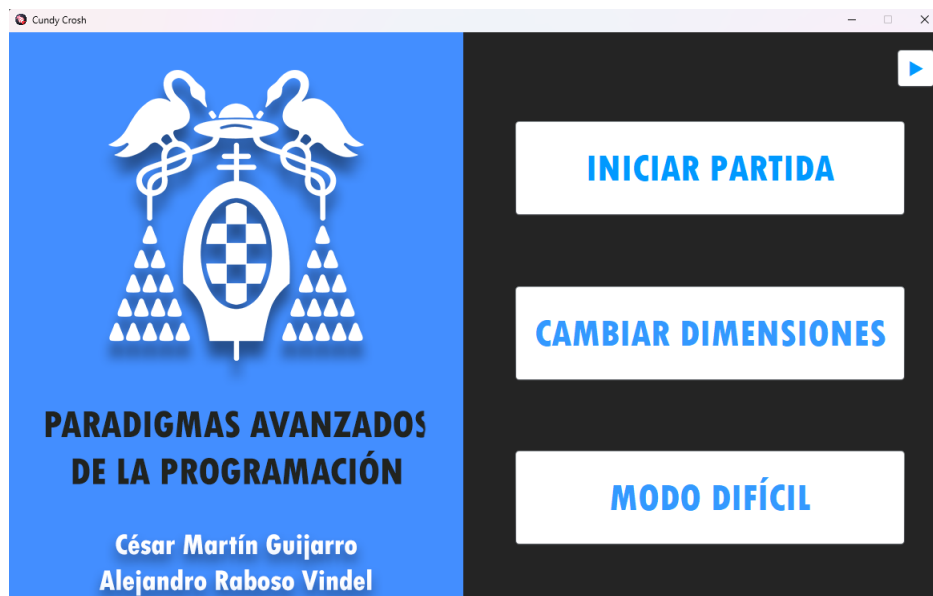 Cundy Crosh
PARADIGMAS AVANZADOS
DE LA PROGRAMACIÓN
César Martín Guijarro
Alejandro Raboso Vindel
INICIAR PARTIDA
CAMBIAR DIMENSIONES
MODO DIFÍCIL